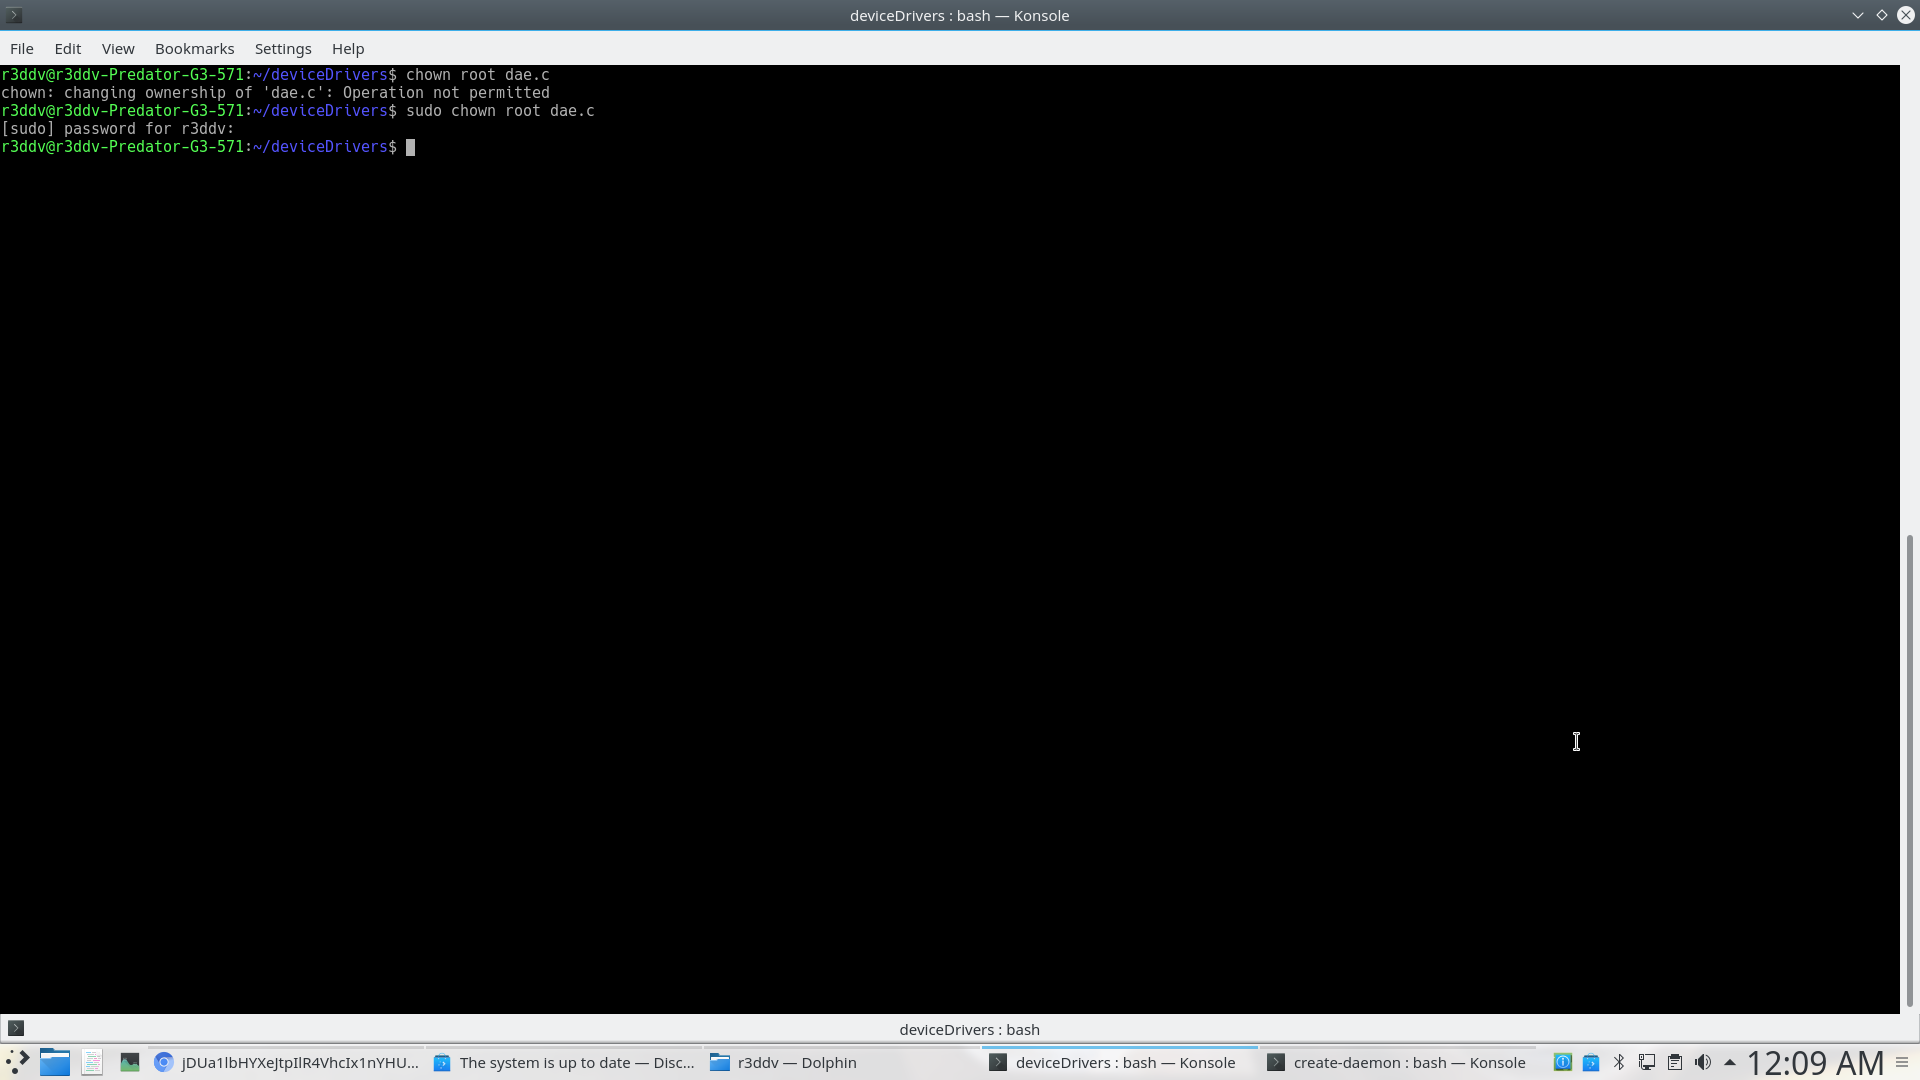 deviceDrivers : bash — Konsole
File Edit View Bookmarks Settings Help
r3ddv@r3ddv-Predator-G3-571:~/deviceDrivers$ chown root dae.c
chown: changing ownership of 'dae.c': Operation not permitted
r3ddv@r3ddv-Predator-G3-571:~/deviceDrivers$ sudo chown root dae.c
[sudo] password for r3ddv:
r3ddv@r3ddv-Predator-G3-571:~/deviceDrivers$
deviceDrivers : bash
jDUa1lbHYXeJtpIlR4VhcIx1nYHU... The system is up to date — Disc... r3ddv — Dolphin deviceDrivers : bash — Konsole create-daemon : bash — Konsole 12:09 AM